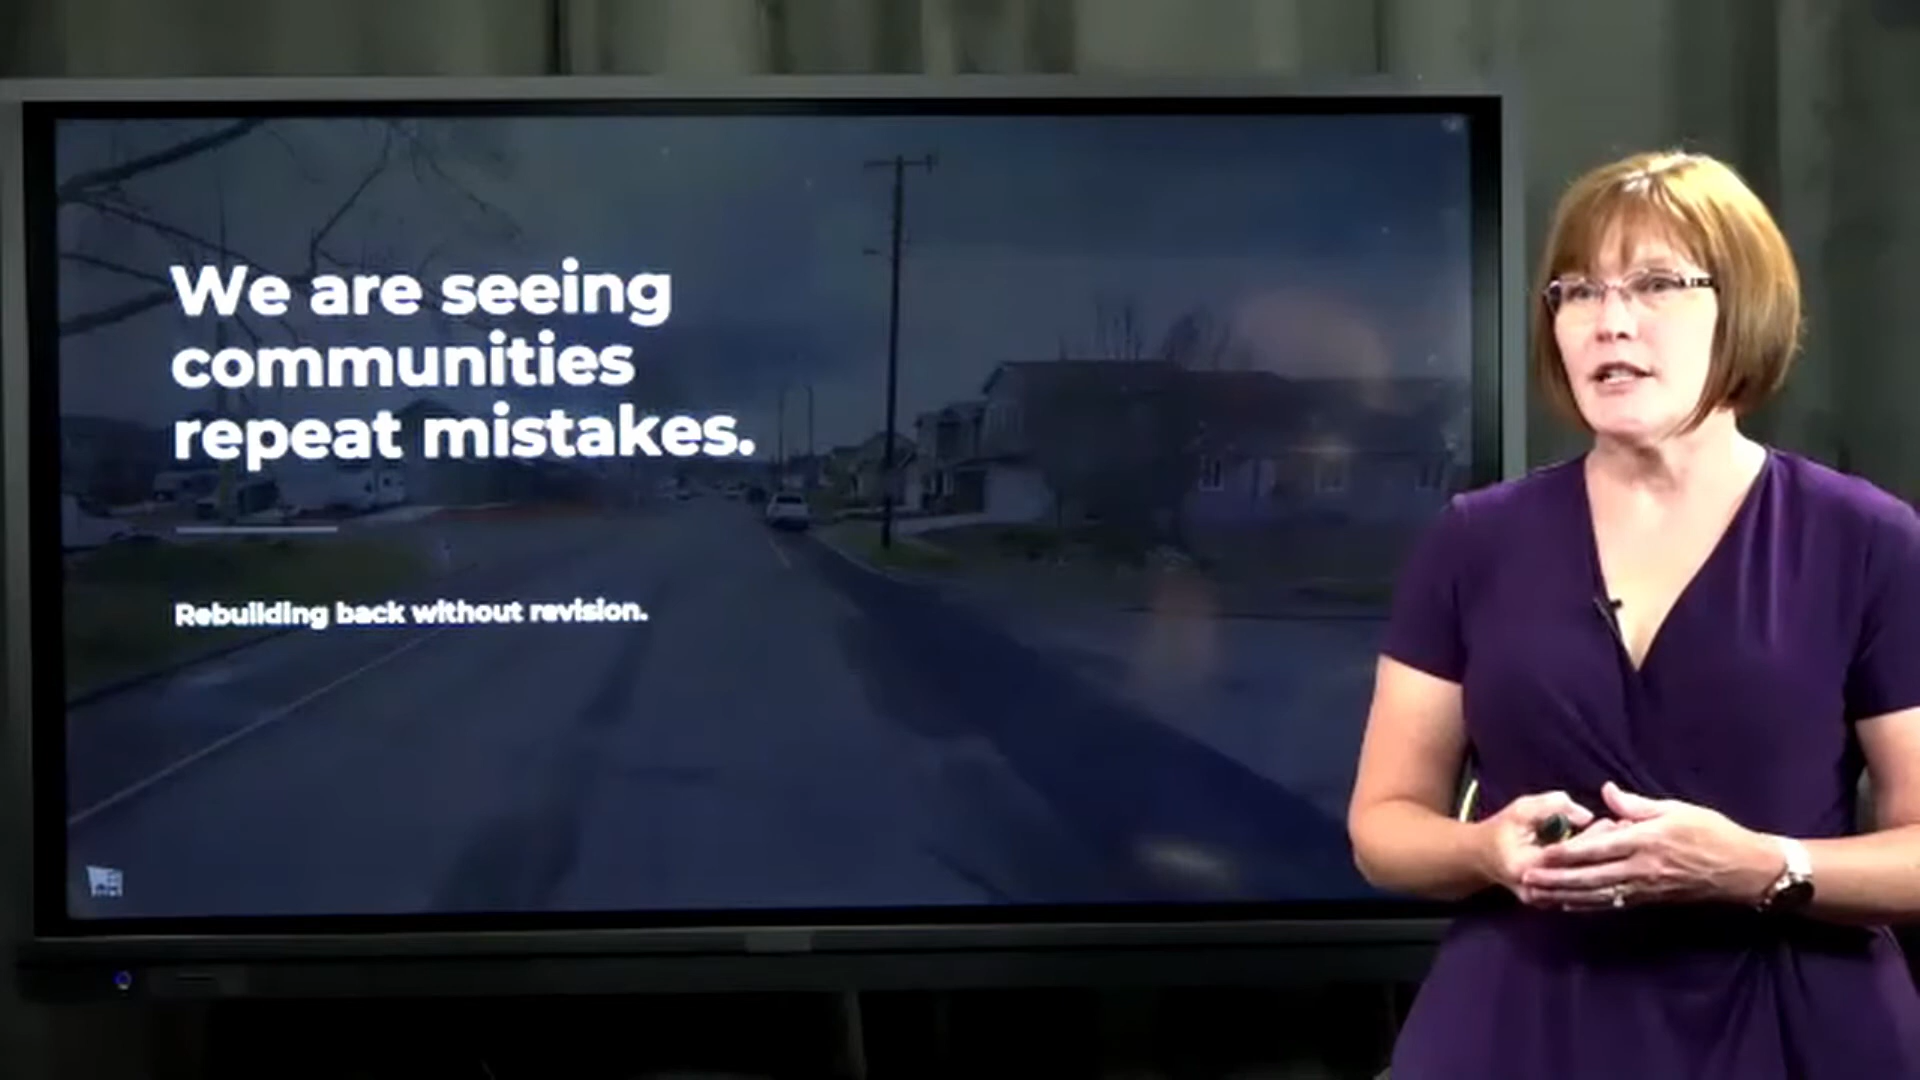 We are seeing
communities
repeat mistakes.
Rebuilding back without revision.